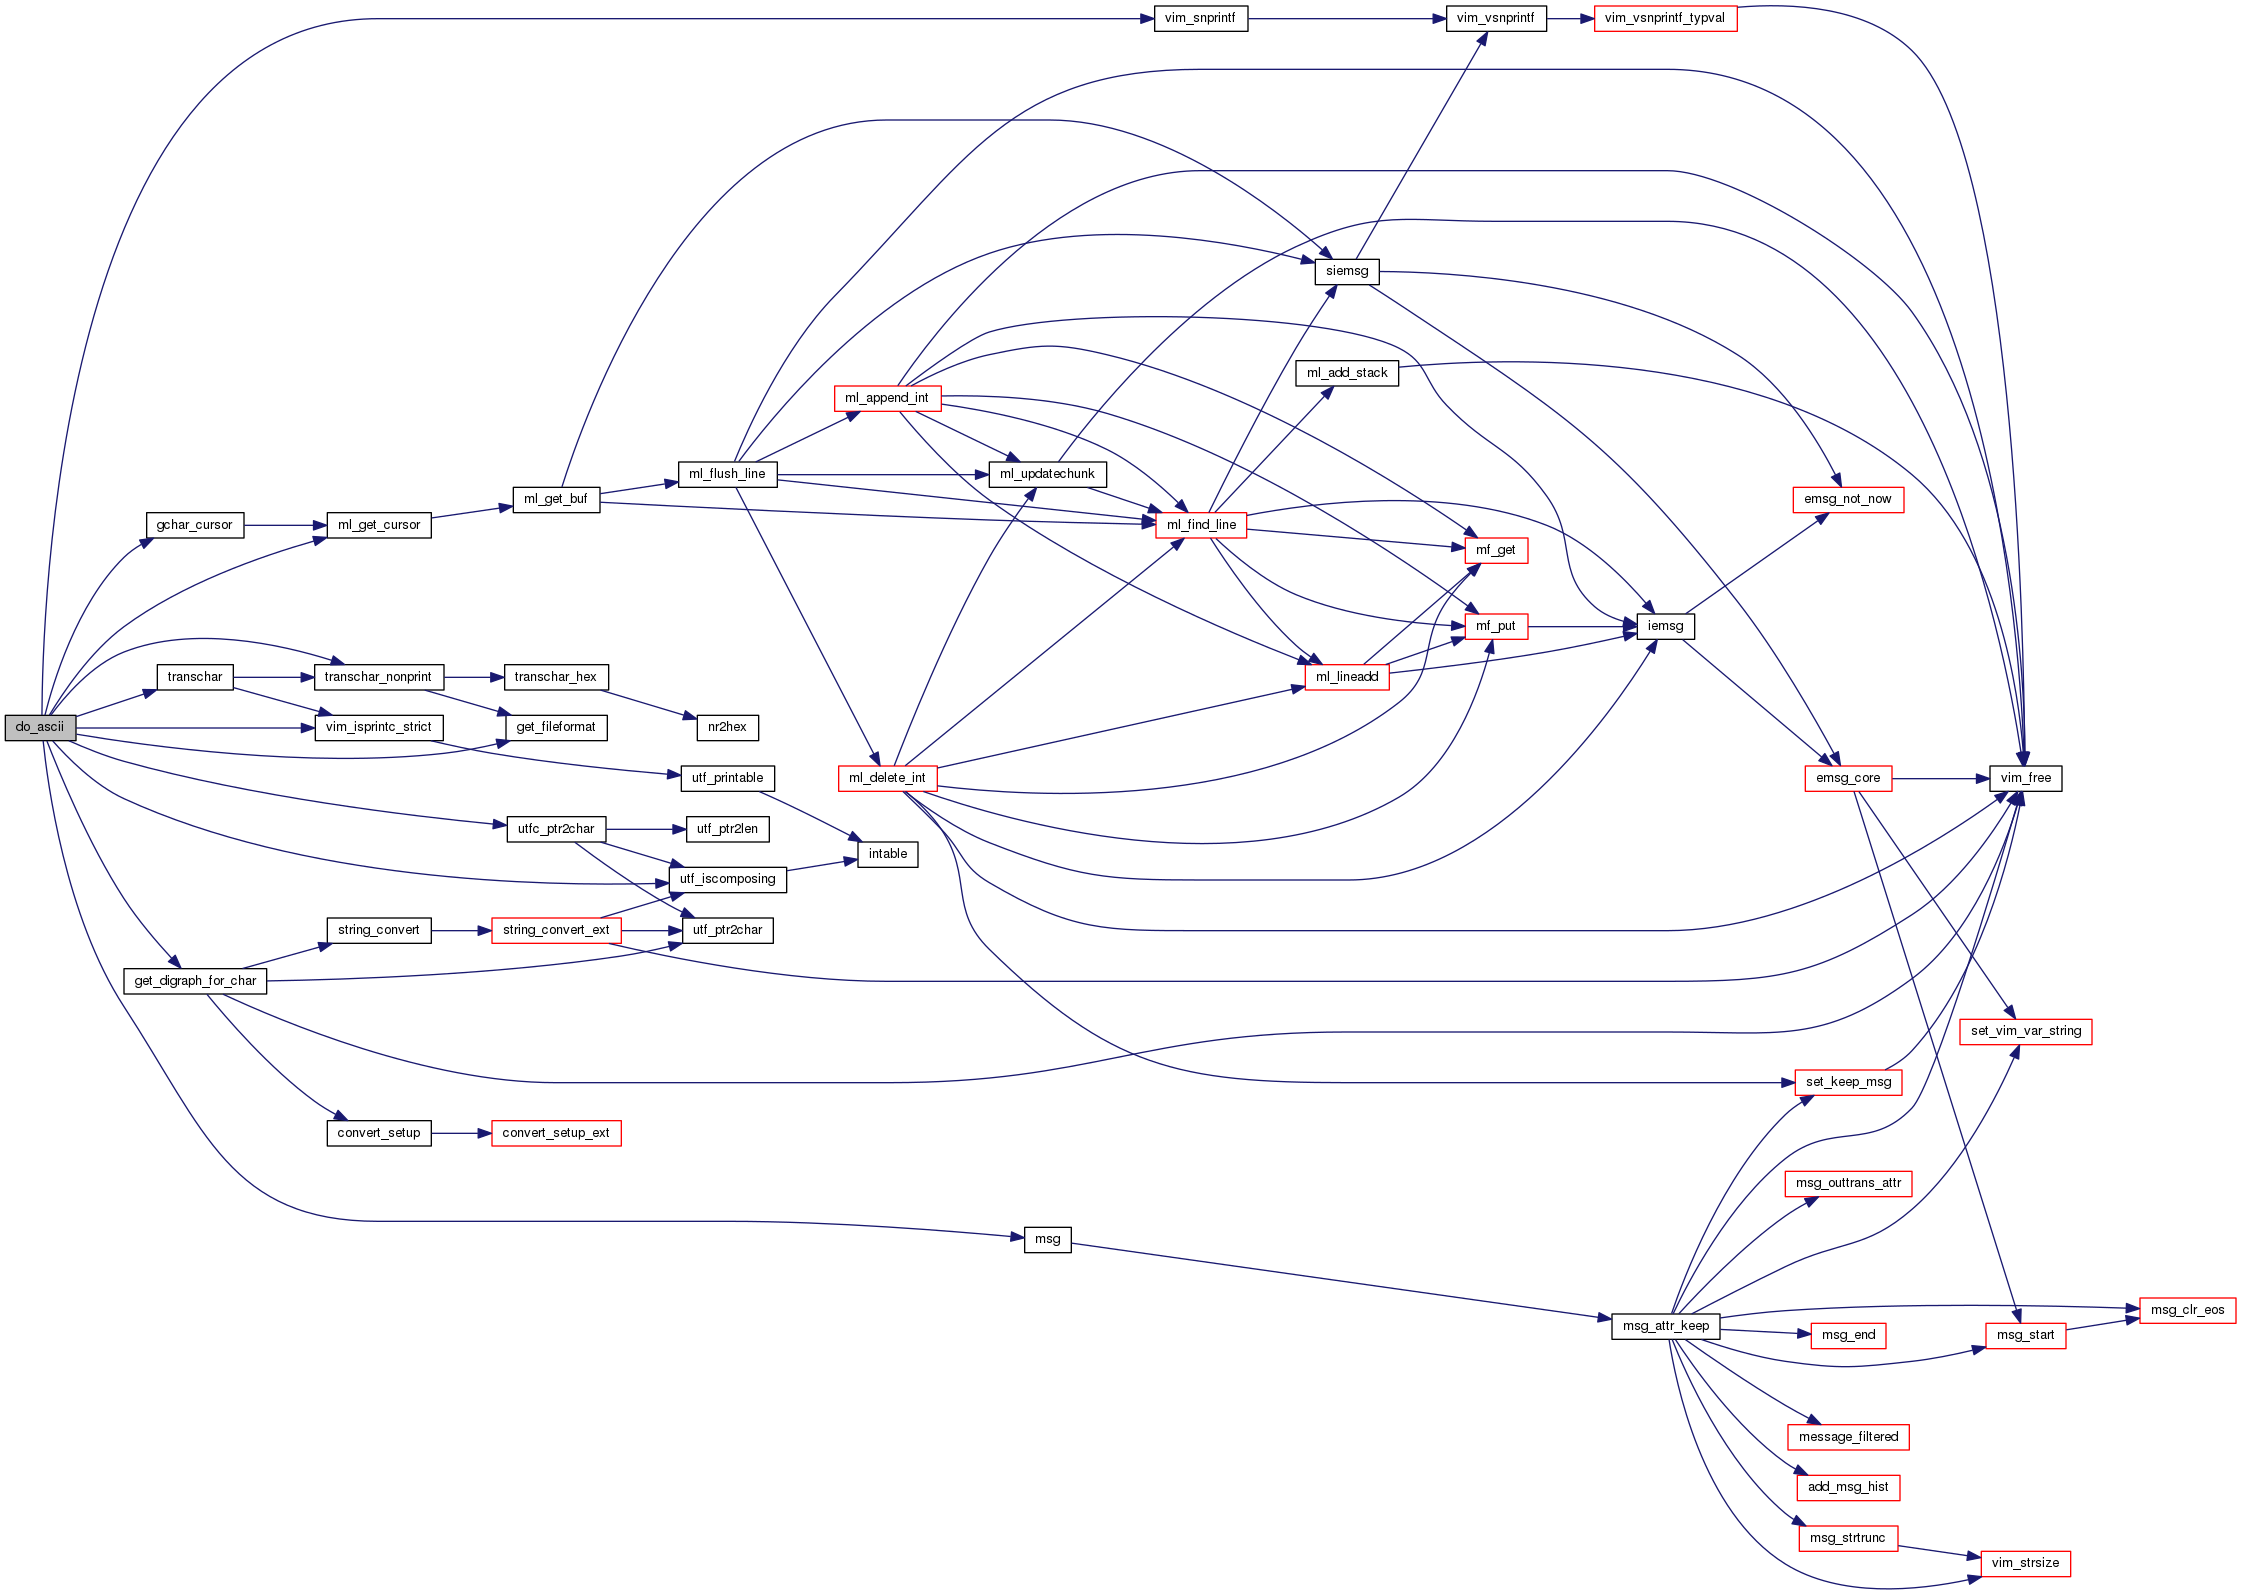 do_ascii
vim_snprintf
vim_vsnprintf
vim_vsnprintf_typval
siemsg
ml_add_stack
ml_append_int
ml_flush_line
ml_updatechunk
ml_get_buf
emsg_not_now
gchar_cursor
ml_get_cursor
ml_find_line
mf_get
mf_put
iemsg
transchar
transchar_nonprint
transchar_hex
ml_lineadd
vim_isprintc_strict
get_fileformat
nr2hex
utf_printable
ml_delete_int
emsg_core
vim_free
utfc_ptr2char
utf_ptr2len
intable
utf_iscomposing
string_convert
string_convert_ext
utf_ptr2char
get_digraph_for_char
set_vim_var_string
set_keep_msg
convert_setup
convert_setup_ext
msg_outtrans_attr
msg
msg_clr_eos
msg_attr_keep
msg_end
msg_start
message_filtered
add_msg_hist
msg_strtrunc
vim_strsize